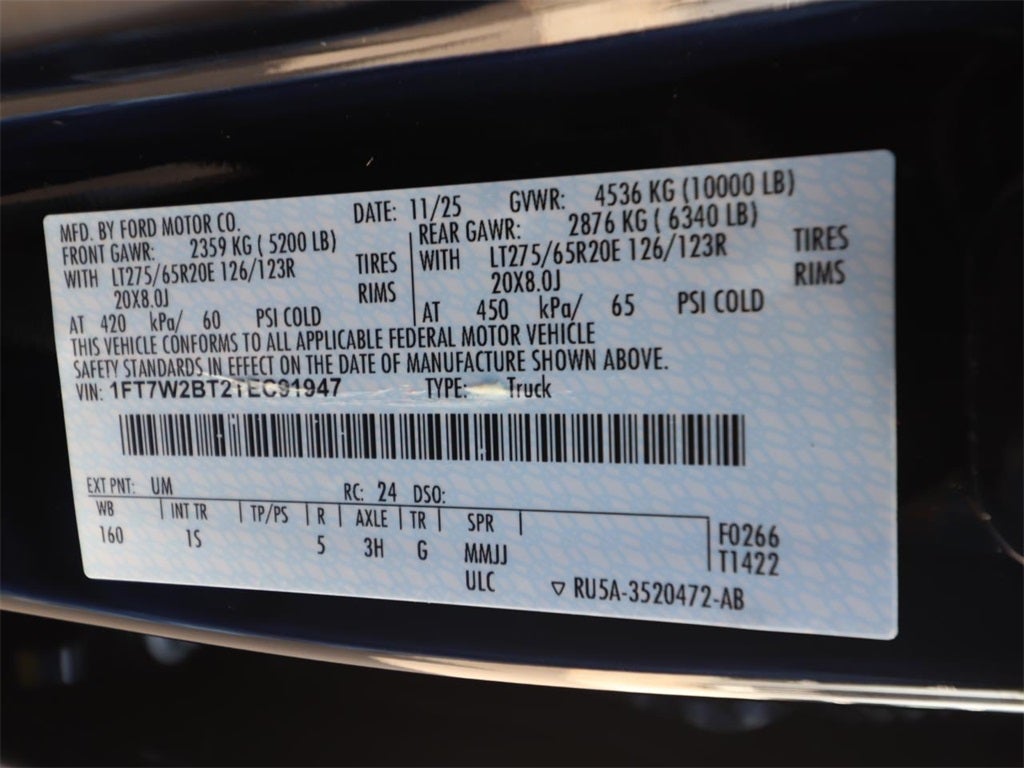 MFD. BY FORD MOTOR CO. DATE: 11/25 GVWR: 4536 KG (10000 LB)
FRONT GAWR: 2359 KG ( 5200 LB) REAR GAWR: 2876 KG ( 6340 LB)
WITH LT275/65R20E 126/123R TIRES WITH LT275/65R20E 126/123R TIRES
20X8.0J RIMS 20X8.0J RIMS
AT 420 kPa/ 60 PSI COLD AT 450 kPa/ 65 PSI COLD
THIS VEHICLE CONFORMS TO ALL APPLICABLE FEDERAL MOTOR VEHICLE
SAFETY STANDARDS IN EFFECT ON THE DATE OF MANUFACTURE SHOWN ABOVE.
VIN: 1FT7W2BT2TEC91947 TYPE: Truck
EXT PNT: UM RC: 24 DSO:
WB INT TR TP/PS R AXLE TR SPR
160 1S 5 3H G MMJJ F0266
ULC T1422
RU5A-3520472-AB